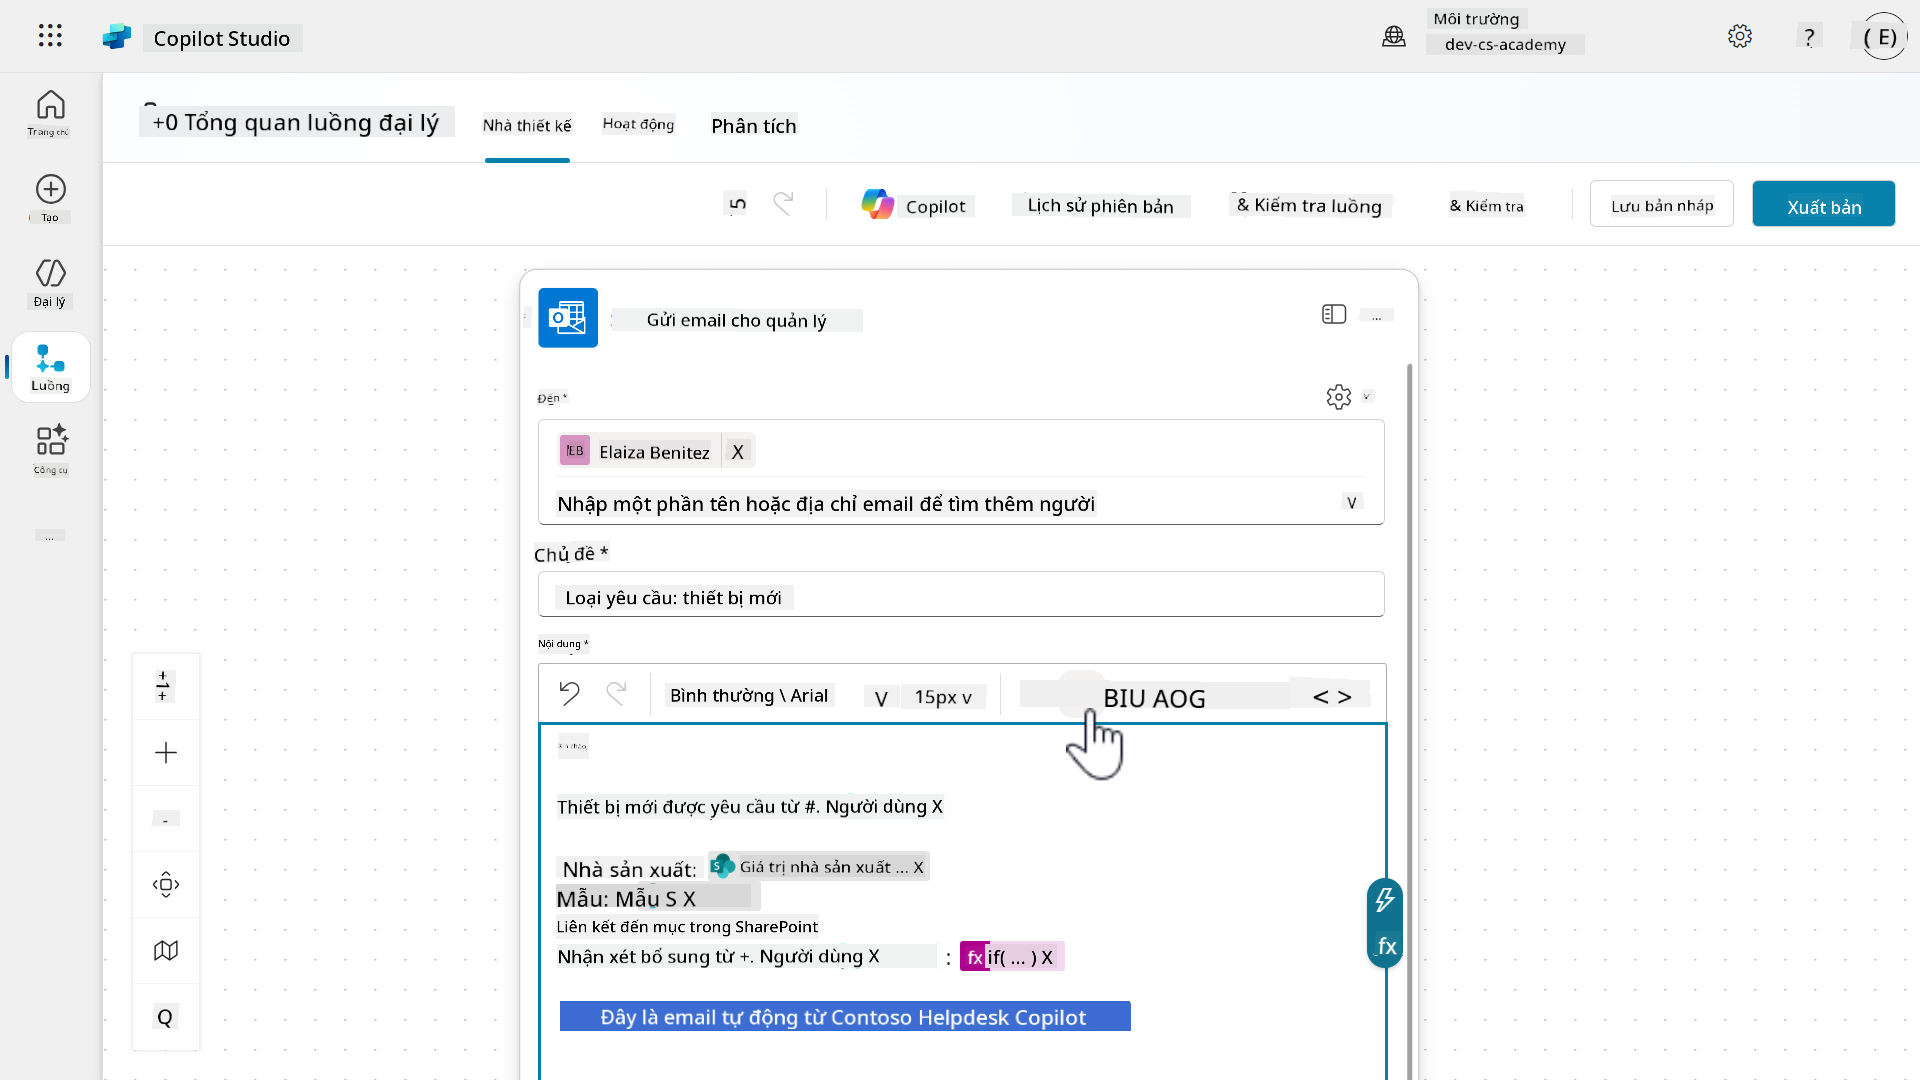 Copilot Studio
Môi trường
dev-cs-academy
?
( E)
Trang chủ
Tạo
Đại lý
Luồng
Công cụ
...
+0 Tổng quan luồng đại lý
Nhà thiết kế
Hoạt động
Phân tích
Copilot
Lịch sử phiên bản
& Kiểm tra luồng
& Kiểm tra
Lưu bản nháp
Xuất bản
Gửi email cho quản lý
...
Đến *
EB
Elaiza Benitez
X
Nhập một phần tên hoặc địa chỉ email để tìm thêm người
V
Chủ đề *
Loại yêu cầu: thiết bị mới
Nội dung *
Bình thường \ Arial
V
15px v
BIU AOG
< >
Xin chào,
Thiết bị mới được yêu cầu từ #. Người dùng X
Nhà sản xuất: Giá trị nhà sản xuất ... X
Mẫu: Mẫu S X
Liên kết đến mục trong SharePoint
Nhận xét bổ sung từ +. Người dùng X : fx if( ... ) X
fx
Đây là email tự động từ Contoso Helpdesk Copilot
Q